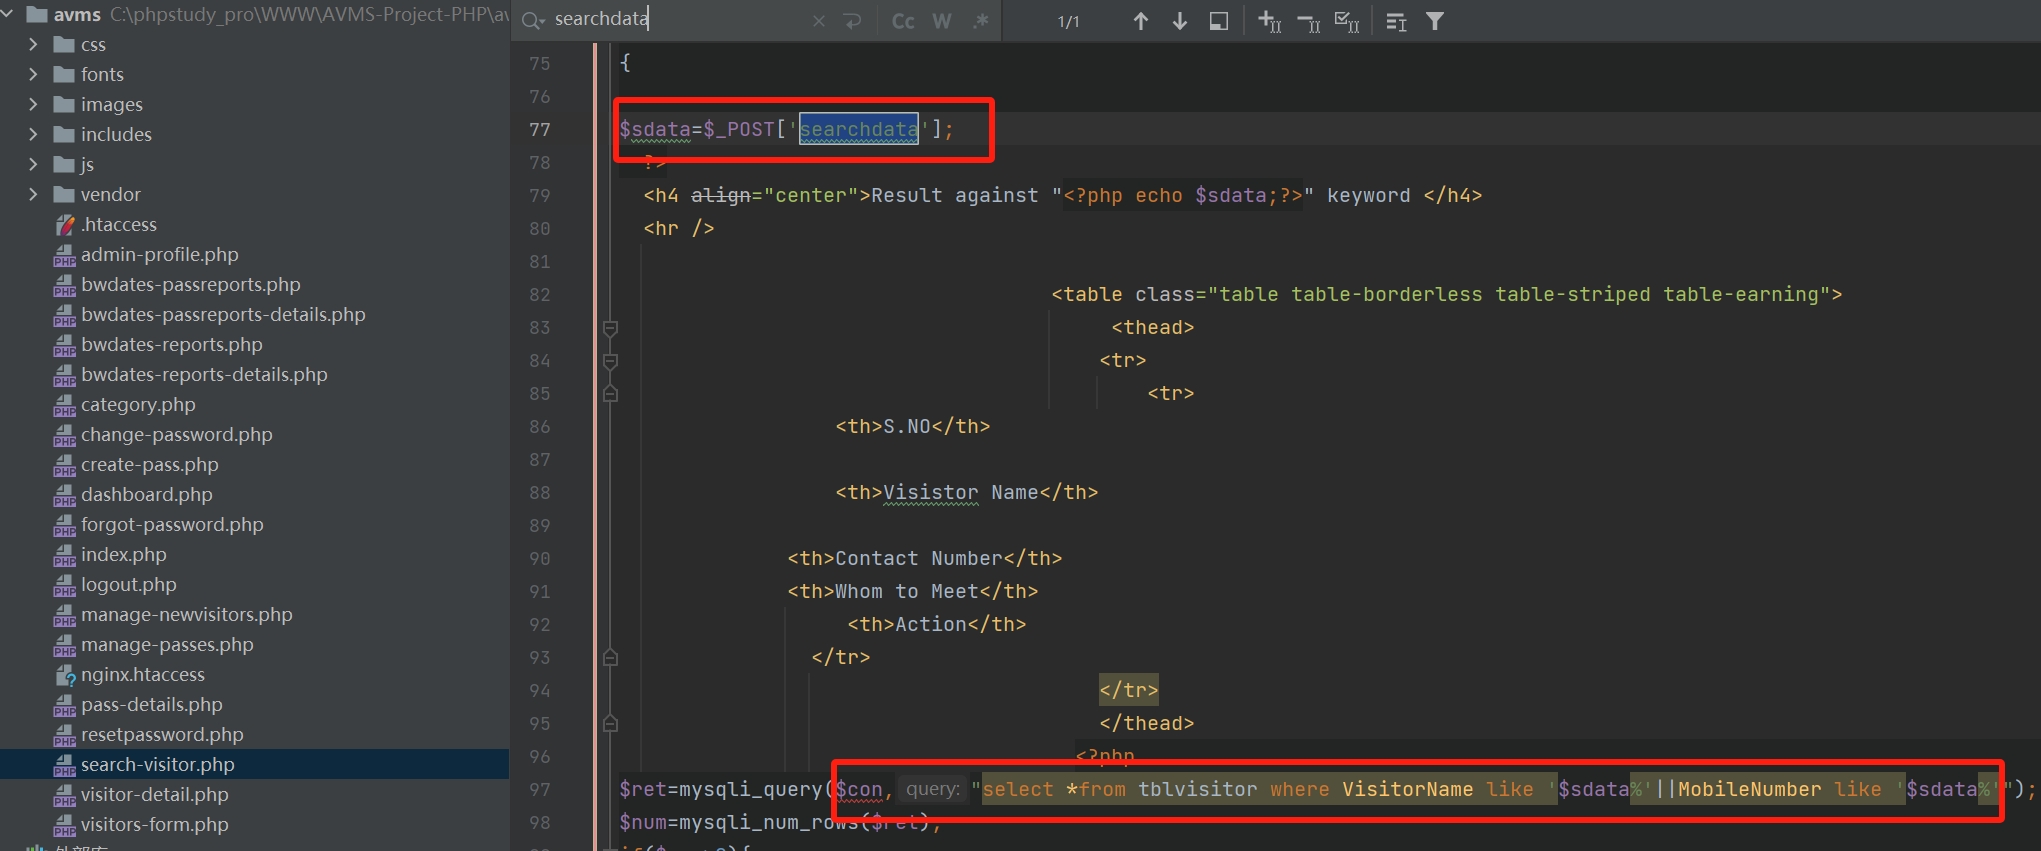 avms C:\phpstudy_pro\WWW\AVMS-Project-PHP\av
css
fonts
images
includes
js
vendor
.htaccess
admin-profile.php
bwdates-passreports.php
bwdates-passreports-details.php
bwdates-reports.php
bwdates-reports-details.php
category.php
change-password.php
create-pass.php
dashboard.php
forgot-password.php
index.php
logout.php
manage-newvisitors.php
manage-passes.php
nginx.htaccess
pass-details.php
resetpassword.php
search-visitor.php
visitor-detail.php
visitors-form.php
searchdata Cc W .* 1/1
75 {
76
77 $sdata=$_POST['searchdata'];
78 ?>
79 <h4 align="center">Result against "<?php echo $sdata;?>" keyword </h4>
80 <hr />
81
82 <table class="table table-borderless table-striped table-earning">
83 <thead>
84 <tr>
85 <tr>
86 <th>S.NO</th>
87
88 <th>Visistor Name</th>
89
90 <th>Contact Number</th>
91 <th>Whom to Meet</th>
92 <th>Action</th>
93 </tr>
94 </tr>
95 </thead>
96 <?php
97 $ret=mysqli_query($con, query: "select *from tblvisitor where VisitorName like '$sdata%'||MobileNumber like '$sdata%'");
98 $num=mysqli_num_rows($ret);